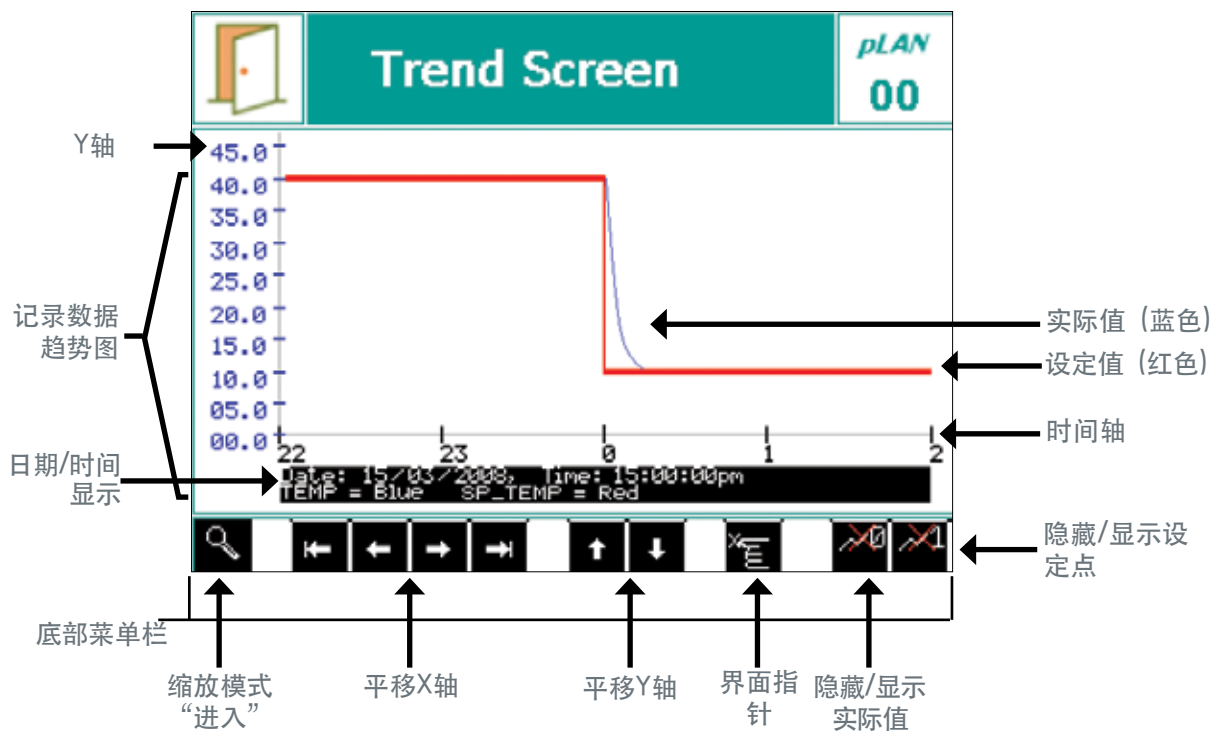 Trend Screen
pLAN
00
Y轴
45.0
40.0
35.0
30.0
25.0
20.0
15.0
10.0
05.0
00.0
记录数据
趋势图
实际值（蓝色）
设定值（红色）
时间轴
22 23 0 1 2
日期/时间
显示
Date: 15/03/2008, Time: 15:00:00pm
TEMP = Blue SP_TEMP = Red
0 1
隐藏/显示设
定点
底部菜单栏
缩放模式
“进入”
平移X轴
平移Y轴
界面指
针
隐藏/显示
实际值